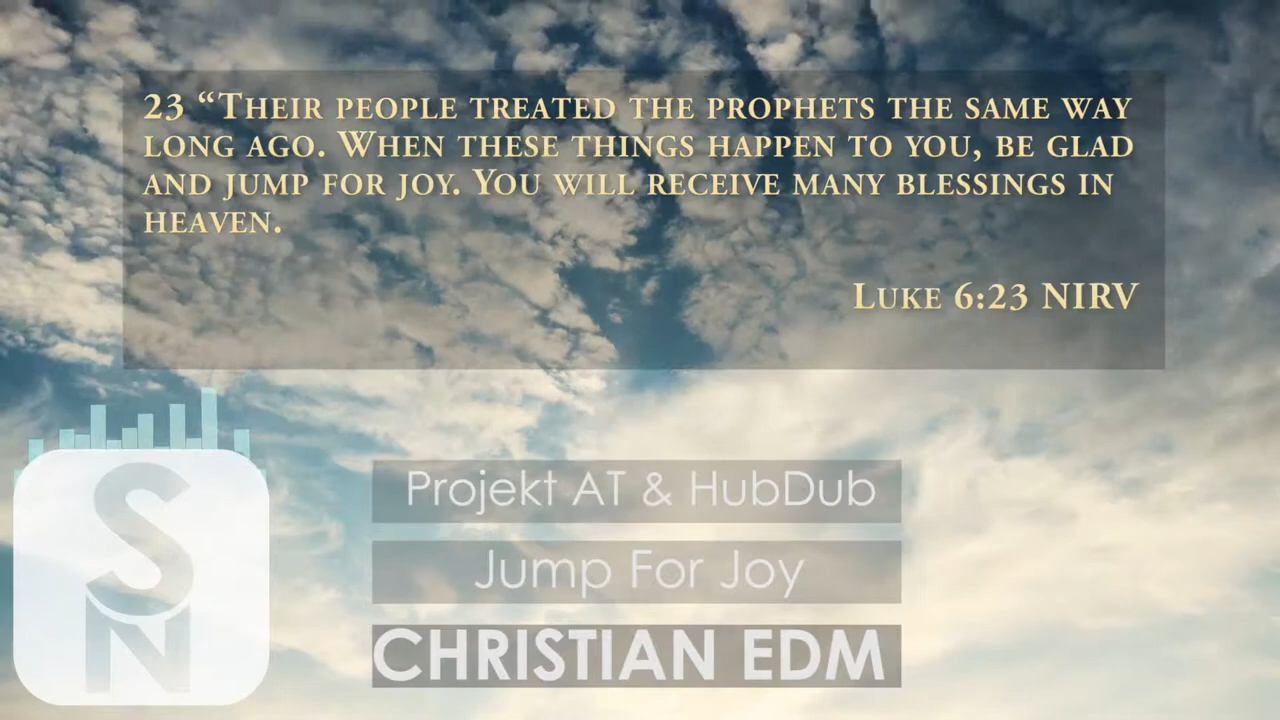 23 “Their people treated the prophets the same way
long ago. When these things happen to you, be glad
and jump for joy. You will receive many blessings in
heaven.
Luke 6:23 NIRV
Projekt AT & HubDub
Jump For Joy
CHRISTIAN EDM
S
N